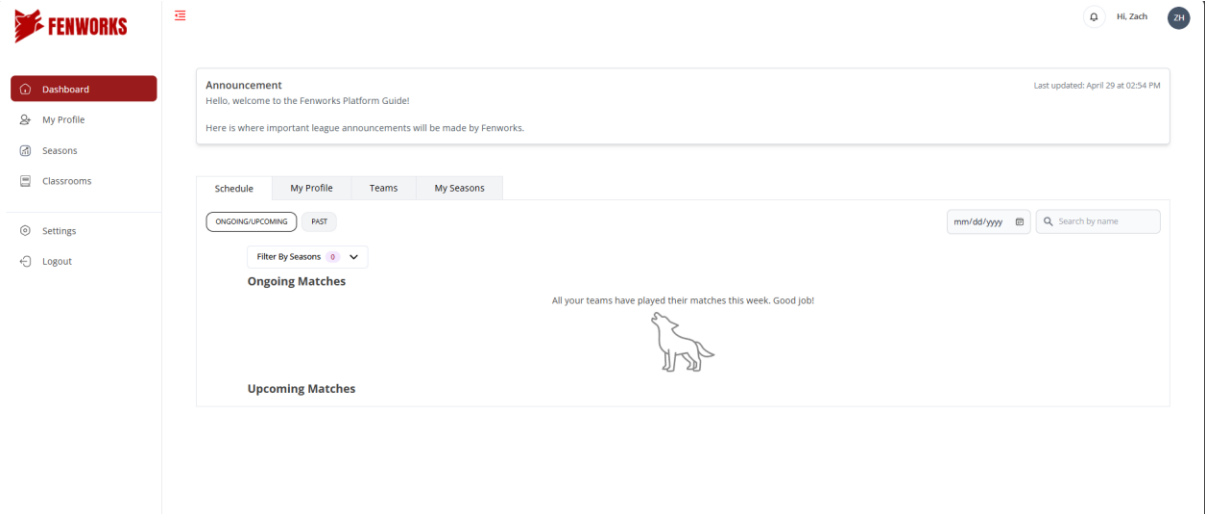 FENWORKS
Hi, Zach
ZH
Dashboard
My Profile
Seasons
Classrooms
Settings
Logout
Announcement
Last updated: April 29 at 02:54 PM
Hello, welcome to the Fenworks Platform Guide!
Here is where important league announcements will be made by Fenworks.
Schedule
My Profile
Teams
My Seasons
ONGOING/UPCOMING
PAST
mm/dd/yyyy
Search by name
Filter By Seasons 0
Ongoing Matches
All your teams have played their matches this week. Good job!
Upcoming Matches